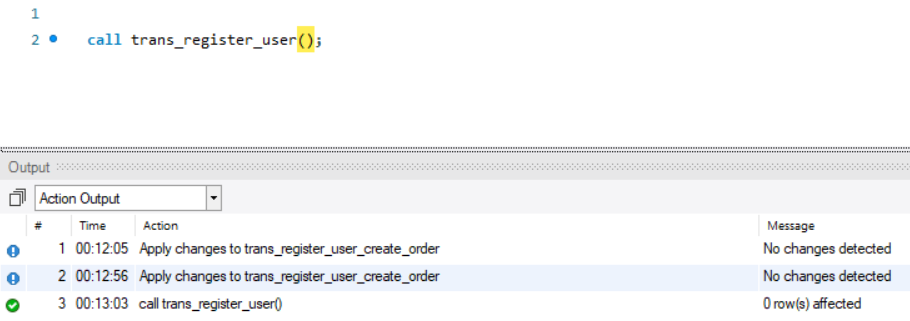 1
2 call trans_register_user();
Output
Action Output
# Time Action Message
1 00:12:05 Apply changes to trans_register_user_create_order No changes detected
2 00:12:56 Apply changes to trans_register_user_create_order No changes detected
3 00:13:03 call trans_register_user() 0 row(s) affected